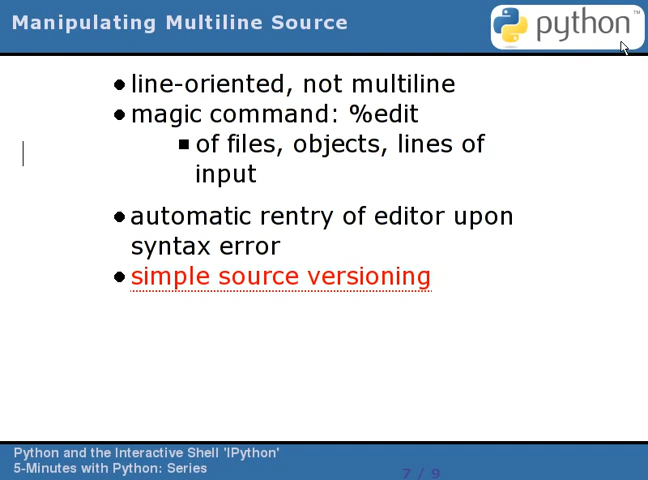 Manipulating Multiline Source
python™
line-oriented, not multiline
magic command: %edit
of files, objects, lines of
input
automatic rentry of editor upon
syntax error
simple source versioning
Python and the Interactive Shell 'IPython'
5-Minutes with Python: Series
7 / 9